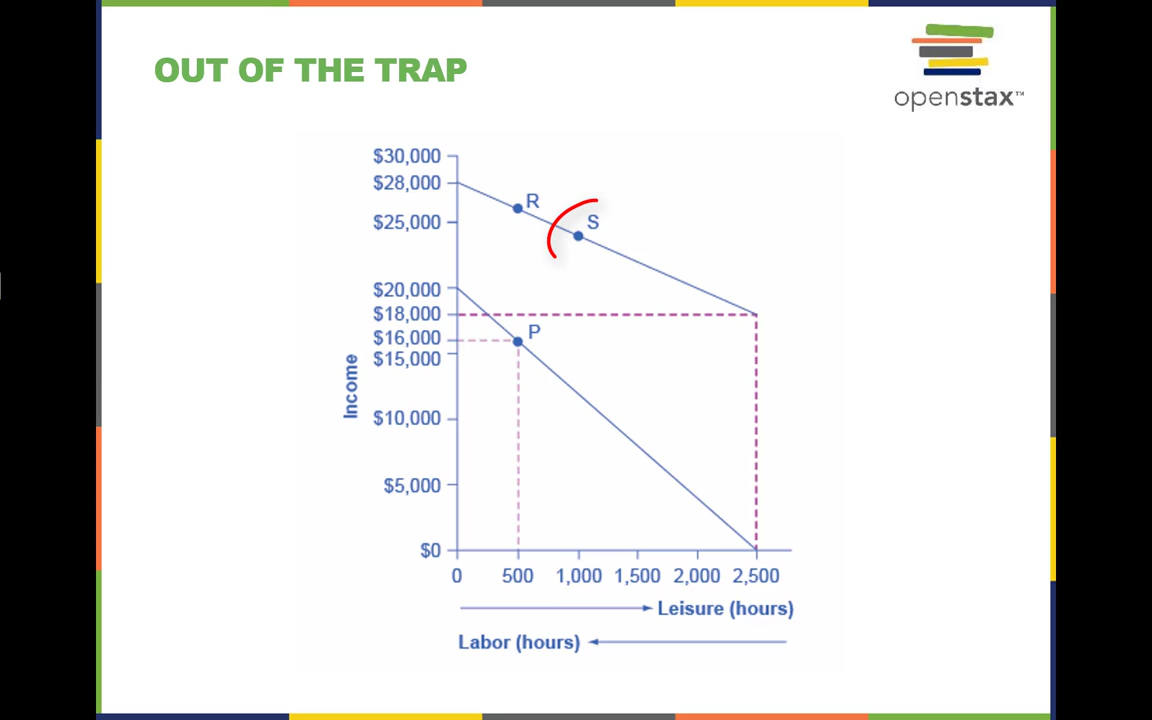 OUT OF THE TRAP
openstax™
$30,000
$28,000
R
$25,000
S
$20,000
$18,000
$16,000
P
$15,000
Income
$10,000
$5,000
$0
0 500 1,000 1,500 2,000 2,500
Leisure (hours)
Labor (hours)